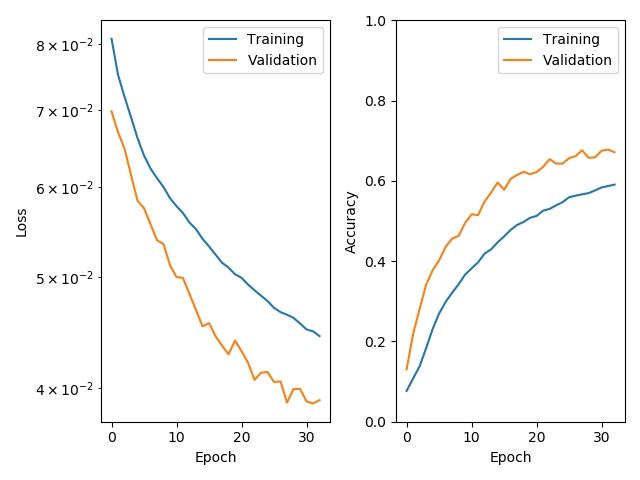 Training
Validation
8 × 10⁻²
7 × 10⁻²
6 × 10⁻²
5 × 10⁻²
4 × 10⁻²
Loss
0 10 20 30
Epoch
Training
Validation
1.0
0.8
0.6
0.4
0.2
0.0
Accuracy
0 10 20 30
Epoch